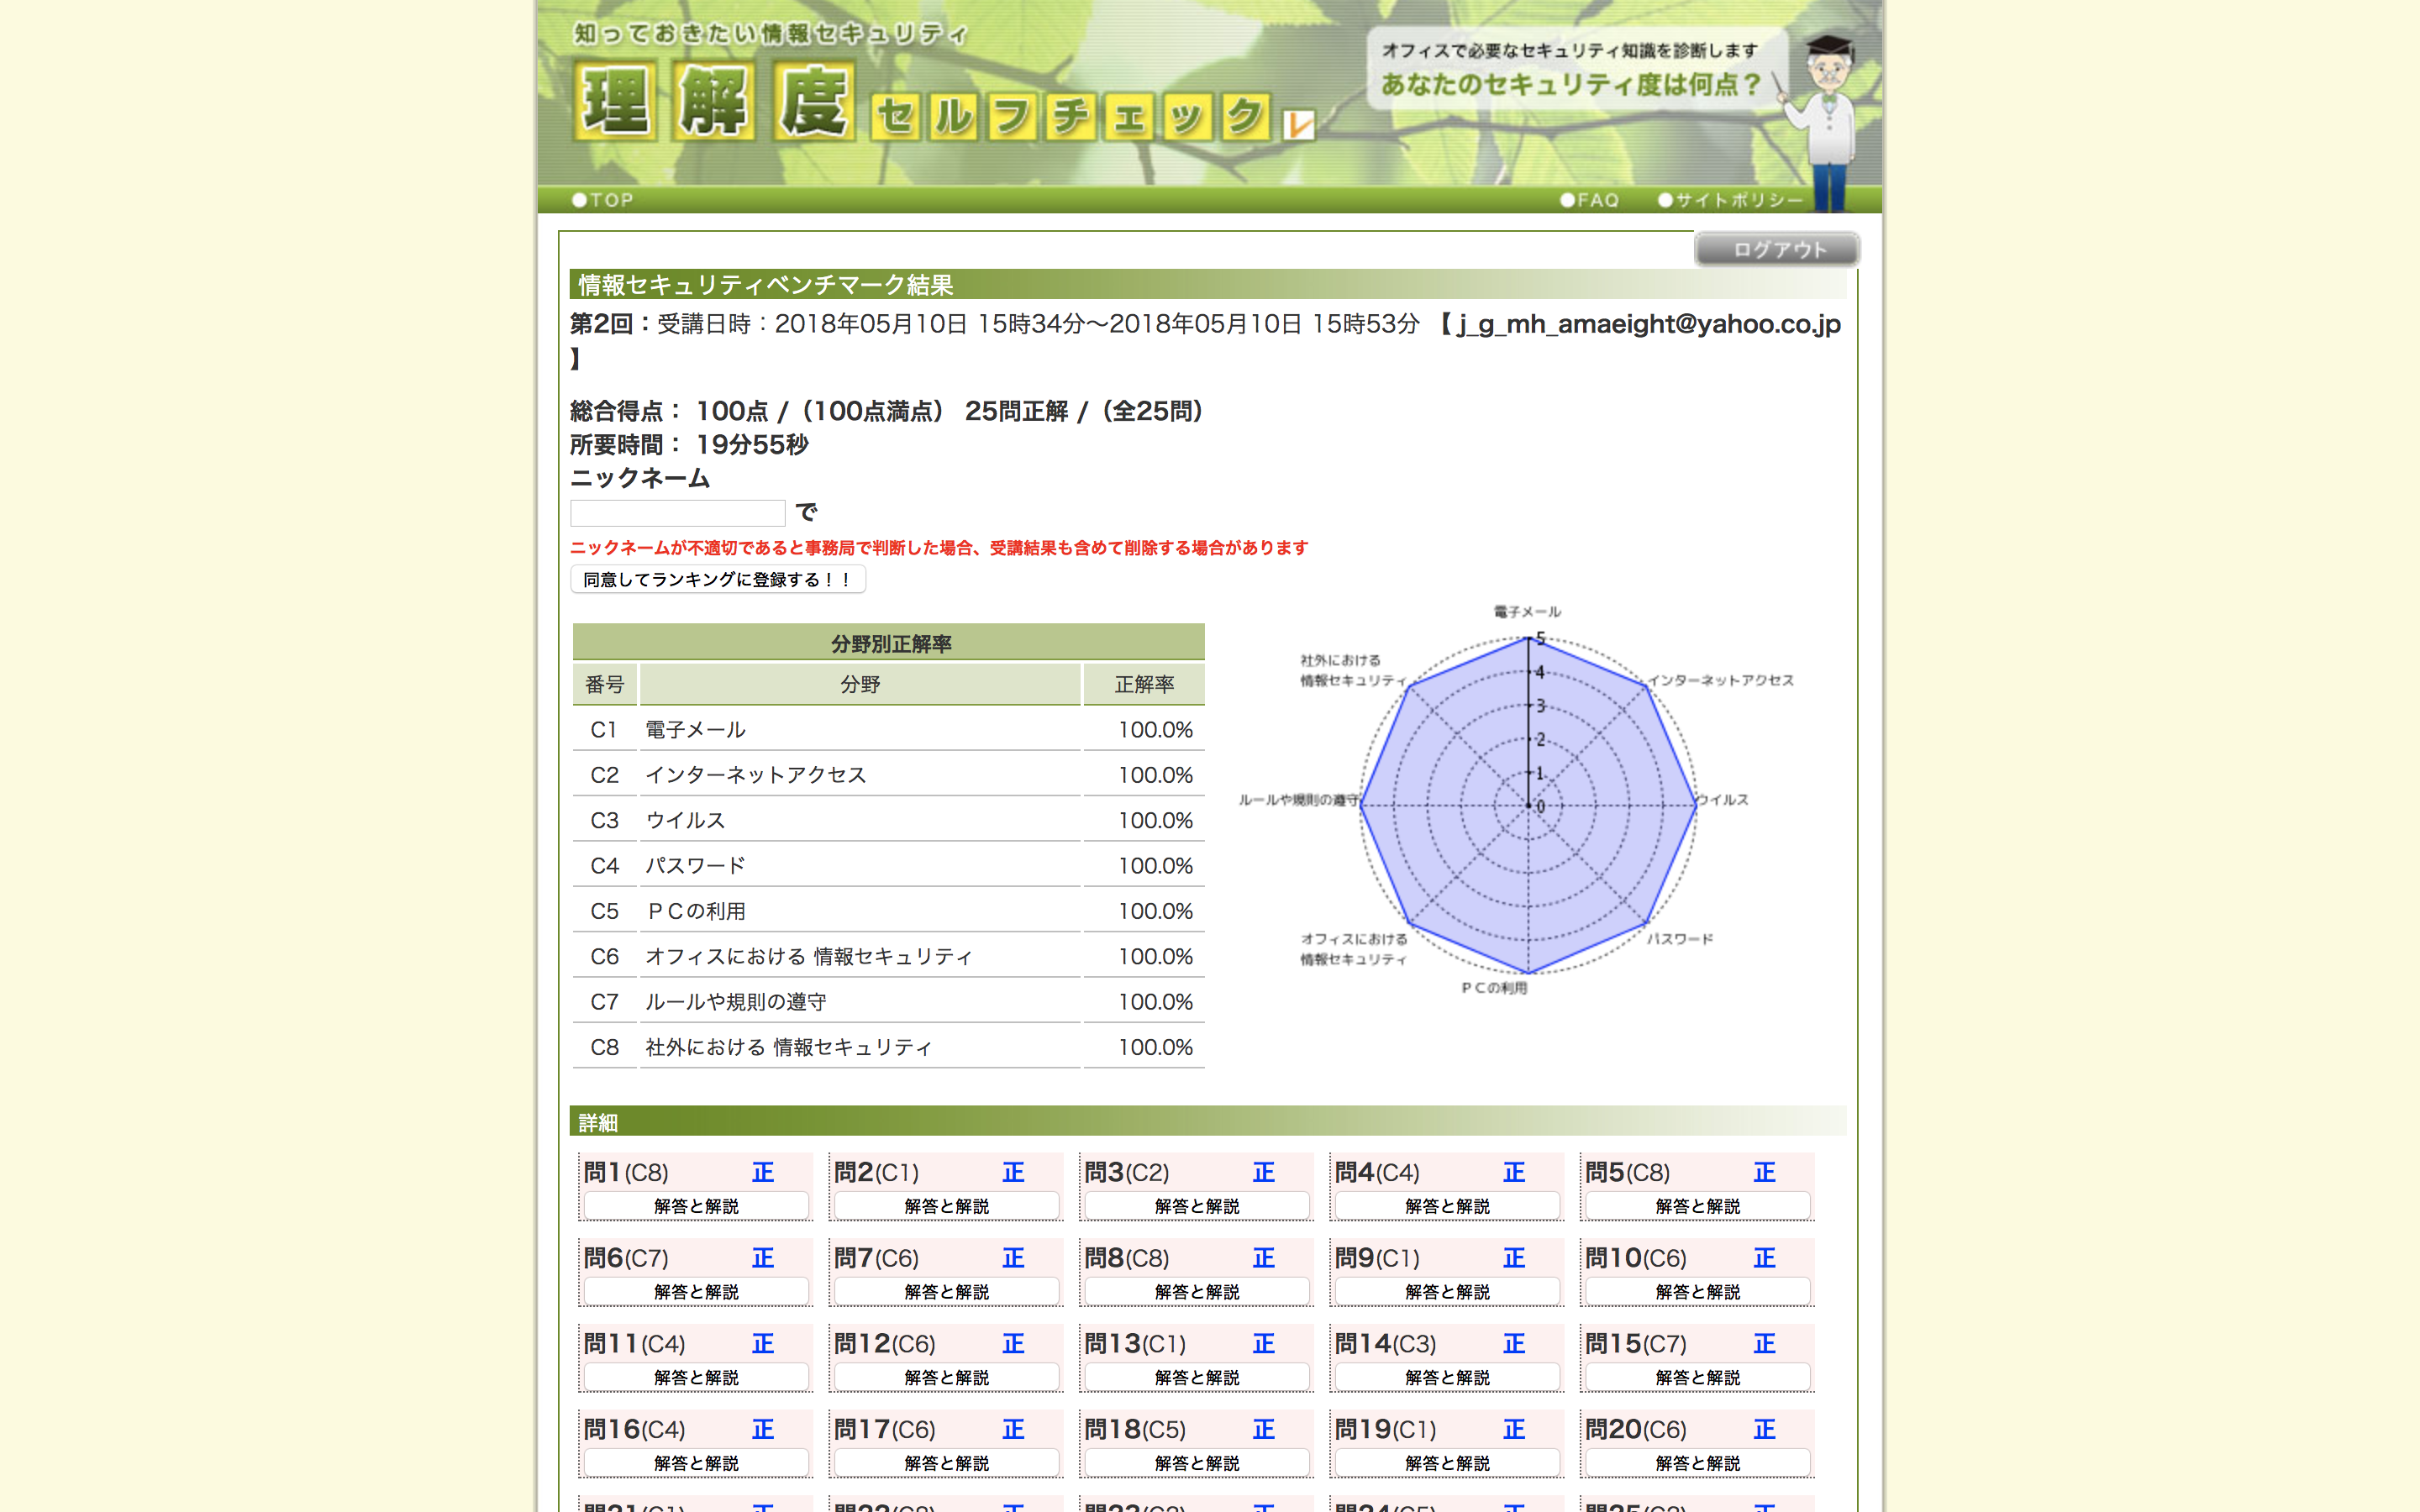 知っておきたい情報セキュリティ
理解度セルフチェック
オフィスで必要なセキュリティ知識を診断します
あなたのセキュリティ度は何点？
●TOP
●FAQ ●サイトポリシー
ログアウト
情報セキュリティベンチマーク結果
第2回：受講日時：2018年05月10日 15時34分～2018年05月10日 15時53分 【 j_g_mh_amaeight@yahoo.co.jp
】
総合得点： 100点 /（100点満点） 25問正解 /（全25問）
所要時間： 19分55秒
ニックネーム
で
ニックネームが不適切であると事務局で判断した場合、受講結果も含めて削除する場合があります
同意してランキングに登録する！！
分野別正解率
番号 分野 正解率
C1 電子メール 100.0%
C2 インターネットアクセス 100.0%
C3 ウイルス 100.0%
C4 パスワード 100.0%
C5 ＰＣの利用 100.0%
C6 オフィスにおける 情報セキュリティ 100.0%
C7 ルールや規則の遵守 100.0%
C8 社外における 情報セキュリティ 100.0%
電子メール
5
社外における
情報セキュリティ
4
インターネットアクセス
3
2
1
ルールや規則の遵守
0
ウイルス
オフィスにおける
情報セキュリティ
パスワード
ＰＣの利用
詳細
問1(C8) 正 問2(C1) 正 問3(C2) 正 問4(C4) 正 問5(C8) 正
解答と解説 解答と解説 解答と解説 解答と解説 解答と解説
問6(C7) 正 問7(C6) 正 問8(C8) 正 問9(C1) 正 問10(C6) 正
解答と解説 解答と解説 解答と解説 解答と解説 解答と解説
問11(C4) 正 問12(C6) 正 問13(C1) 正 問14(C3) 正 問15(C7) 正
解答と解説 解答と解説 解答と解説 解答と解説 解答と解説
問16(C4) 正 問17(C6) 正 問18(C5) 正 問19(C1) 正 問20(C6) 正
解答と解説 解答と解説 解答と解説 解答と解説 解答と解説